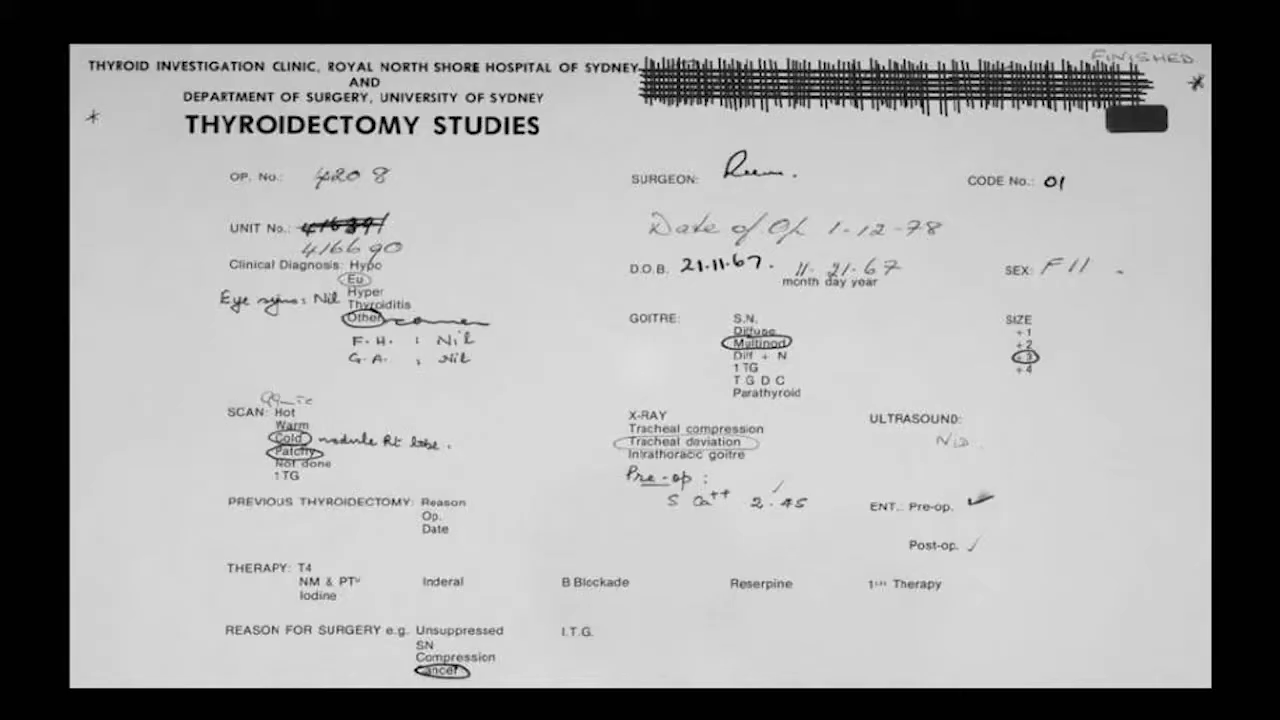 FINISHED
THYROID INVESTIGATION CLINIC, ROYAL NORTH SHORE HOSPITAL OF SYDNEY
AND
DEPARTMENT OF SURGERY, UNIVERSITY OF SYDNEY
* *
THYROIDECTOMY STUDIES
OP. No.: 4208
SURGEON:
CODE No.: 01
UNIT No.:
416690
Date of Op 1-12-78
Clinical Diagnosis: Hypo
Eu
Hyper
Eye signs: Nil
Thyroiditis
Other
F.H. : Nil
G.A. : Nil
D.O.B. 21.11.67. 11. 21.67
month day year
SEX: F 11
GOITRE: S.N.
Diffuse
Multinod
Diff + N
1 TG
T G D C
Parathyroid
SIZE
+ 1
+ 2
+ 3
+ 4
SCAN: Hot
Warm
Cold nodule Rt lobe.
Patchy
Not done
1 TG
X-RAY
Tracheal compression
Tracheal deviation
Intrathoracic goitre
Pre-op:
S Ca++ 2.45
ULTRASOUND:
PREVIOUS THYROIDECTOMY: Reason
Op.
Date
ENT.: Pre-op. ✓
Post-op. ✓
THERAPY: T4
NM & PTU
Iodine
Inderal
B Blockade
Reserpine
Therapy
REASON FOR SURGERY e.g. Unsuppressed
SN
Compression
ancer
I.T.G.